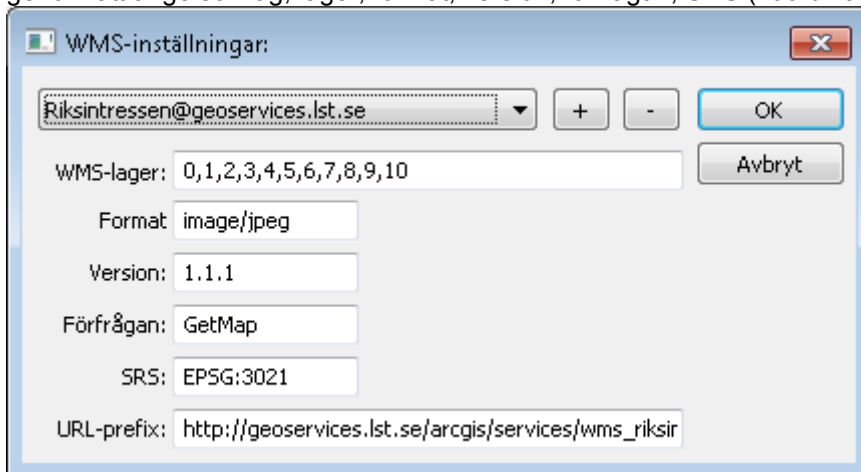 WMS-inställningar:
Riksintressen@geoservices.lst.se
+
-
OK
WMS-lager: 0,1,2,3,4,5,6,7,8,9,10
Avbryt
Format image/jpeg
Version: 1.1.1
Förfrågan: GetMap
SRS: EPSG:3021
URL-prefix: http://geoservices.lst.se/arcgis/services/wms_riksir